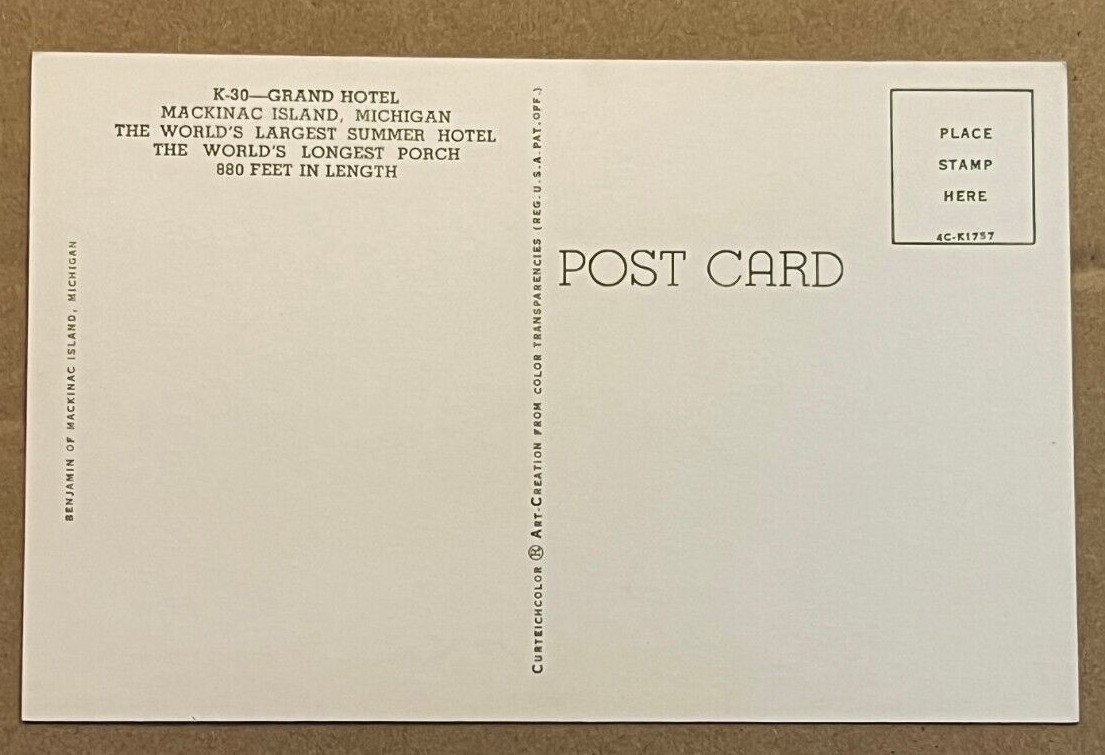 K-30—GRAND HOTEL
MACKINAC ISLAND, MICHIGAN
THE WORLD'S LARGEST SUMMER HOTEL
THE WORLD'S LONGEST PORCH
880 FEET IN LENGTH
BENJAMIN OF MACKINAC ISLAND, MICHIGAN
CURTEICHCOLOR ® ART-CREATION FROM COLOR TRANSPARENCIES (REG. U.S.A. PAT. OFF.)
POST CARD
PLACE
STAMP
HERE
4C-K1757